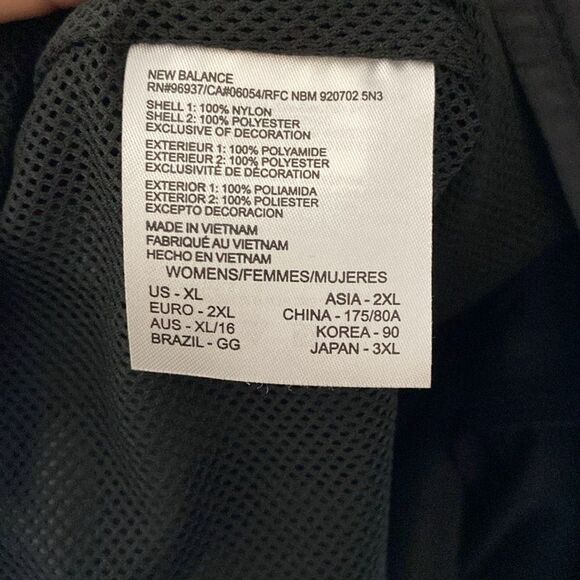 NEW BALANCE
RN#96937/CA#06054/RFC NBM 920702 5N3
SHELL 1: 100% NYLON
SHELL 2: 100% POLYESTER
EXCLUSIVE OF DECORATION
EXTERIEUR 1: 100% POLYAMIDE
EXTERIEUR 2: 100% POLYESTER
EXCLUSIVITÉ DE DÉCORATION
EXTERIOR 1: 100% POLIAMIDA
EXTERIOR 2: 100% POLIESTER
EXCEPTO DECORACION
MADE IN VIETNAM
FABRIQUÉ AU VIETNAM
HECHO EN VIETNAM
WOMENS/FEMMES/MUJERES
US - XL ASIA - 2XL
EURO - 2XL CHINA - 175/80A
AUS - XL/16 KOREA - 90
BRAZIL - GG JAPAN - 3XL